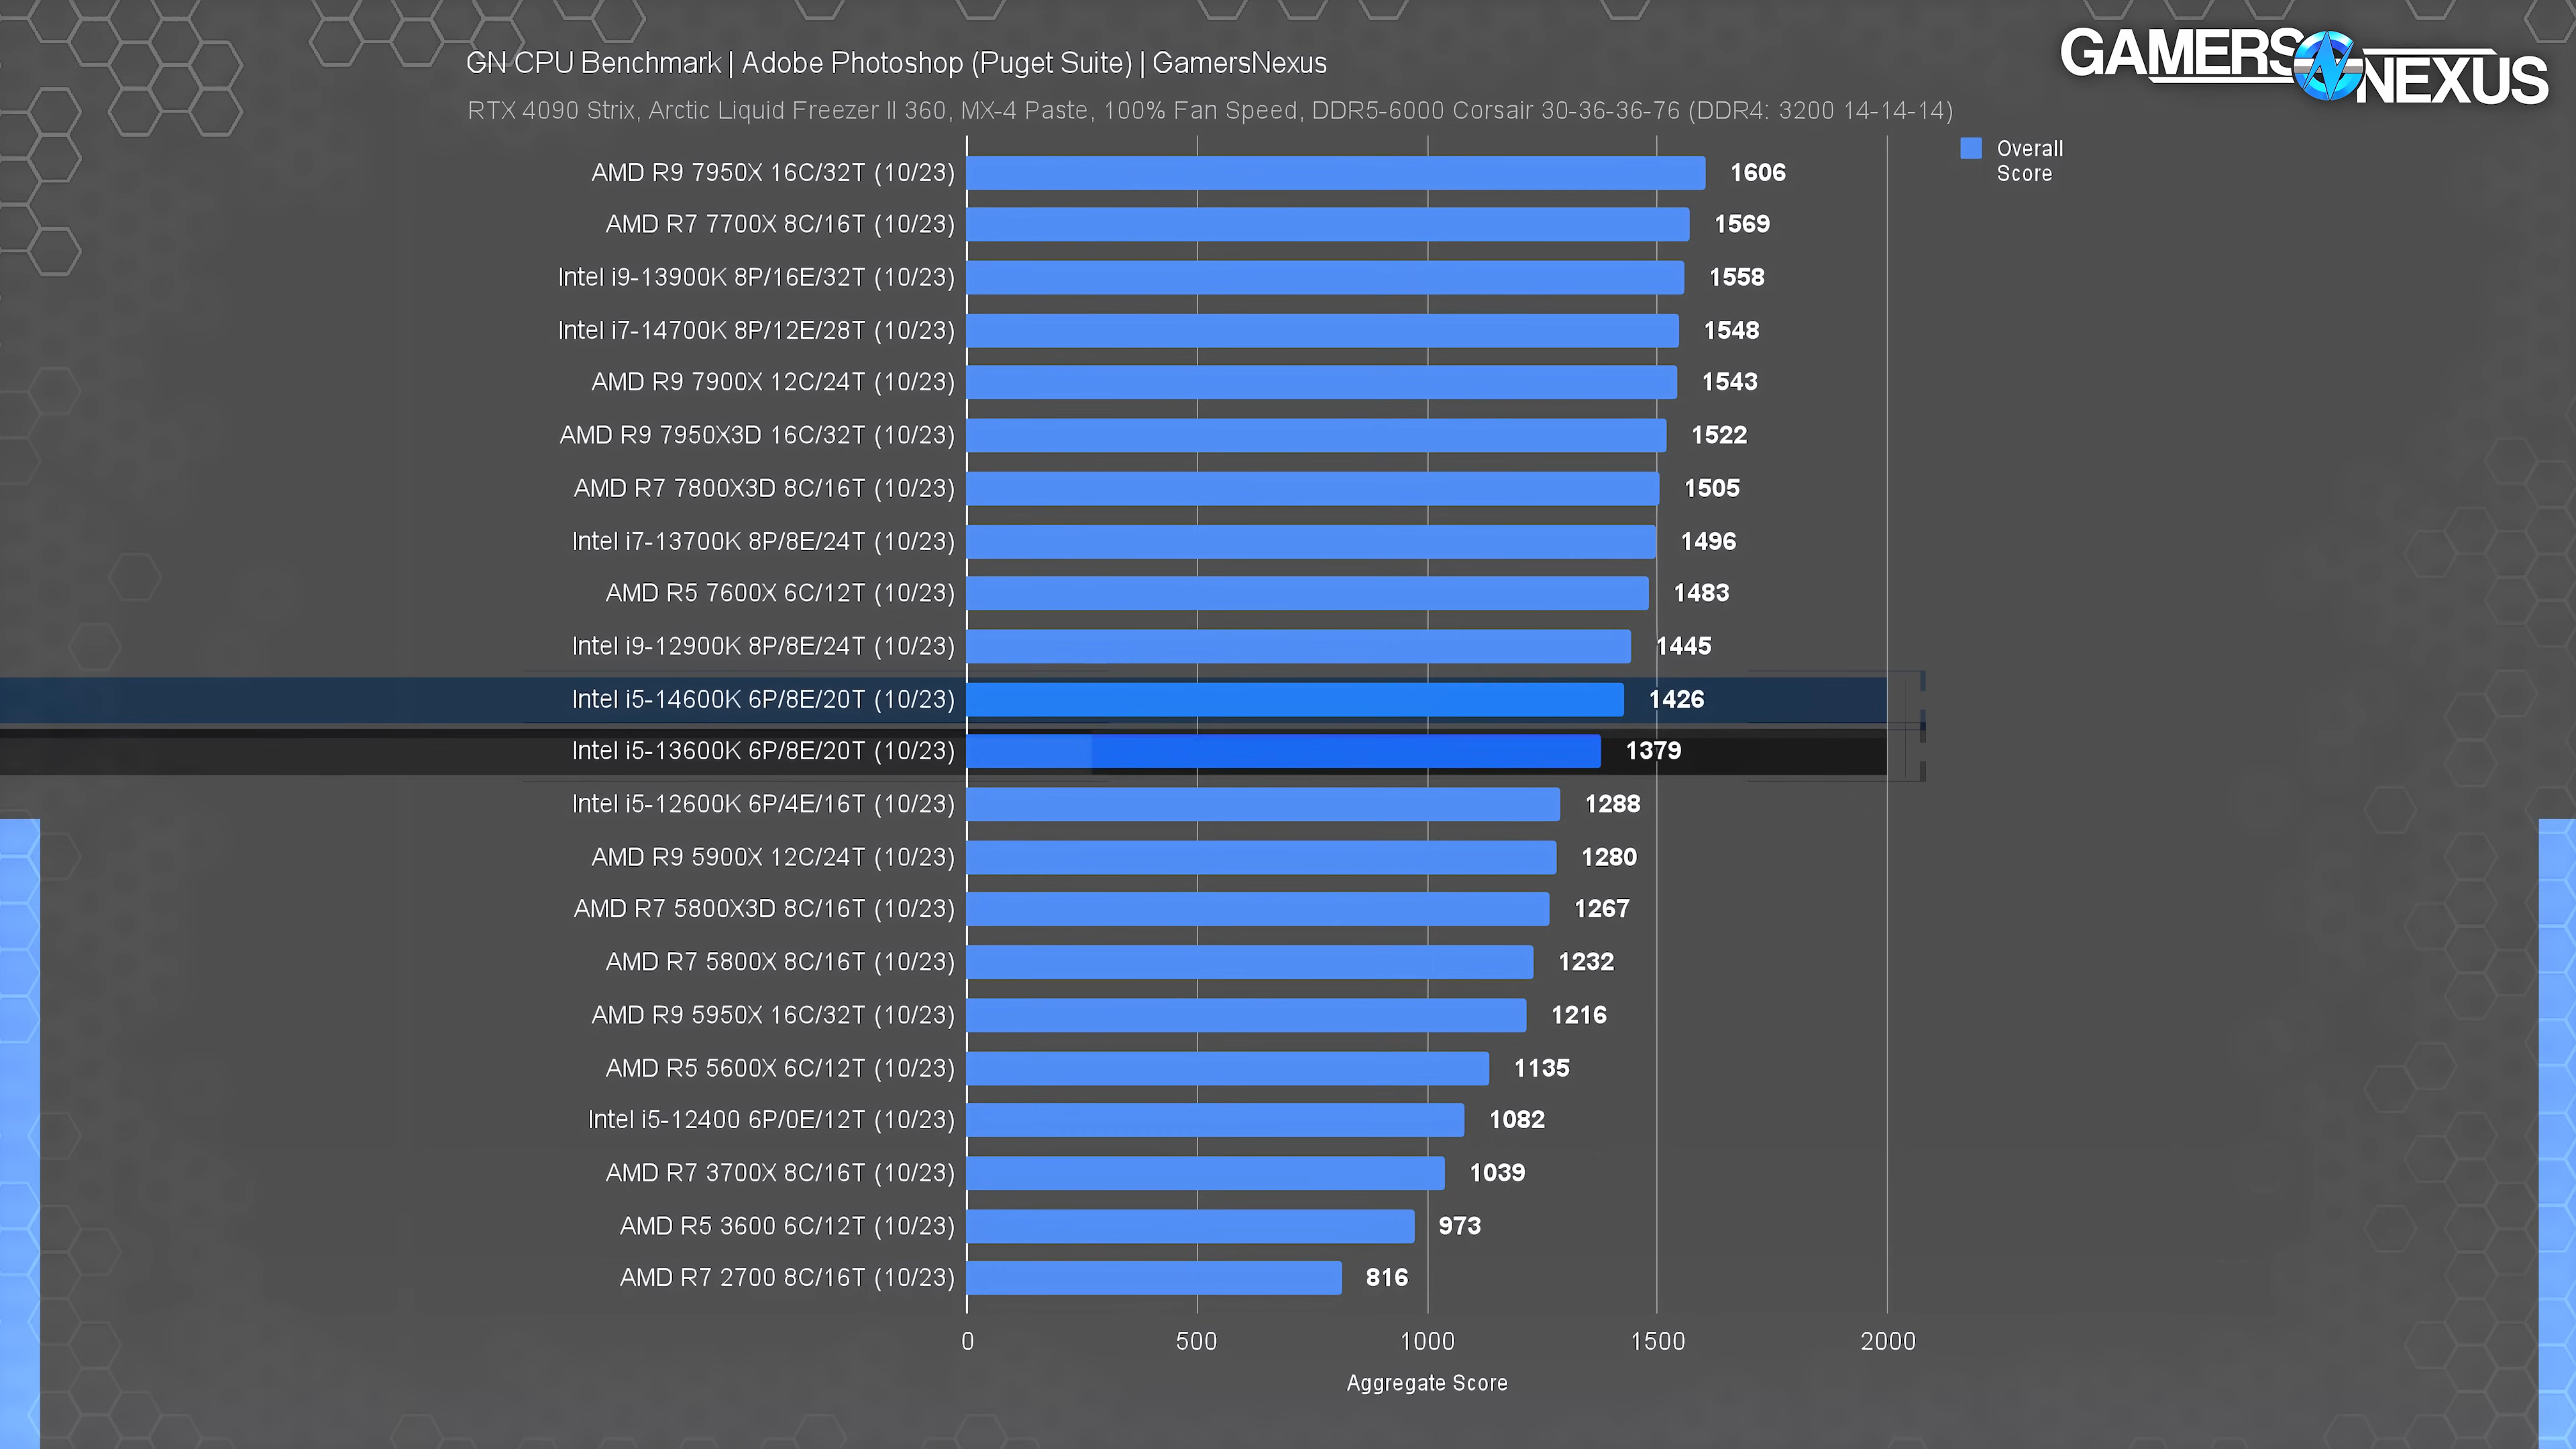 GAMERS NEXUS
GN CPU Benchmark | Adobe Photoshop (Puget Suite) | GamersNexus
RTX 4090 Strix, Arctic Liquid Freezer II 360, MX-4 Paste, 100% Fan Speed, DDR5-6000 Corsair 30-36-36-76 (DDR4: 3200 14-14-14)
Overall
Score
AMD R9 7950X 16C/32T (10/23) 1606
AMD R7 7700X 8C/16T (10/23) 1569
Intel i9-13900K 8P/16E/32T (10/23) 1558
Intel i7-14700K 8P/12E/28T (10/23) 1548
AMD R9 7900X 12C/24T (10/23) 1543
AMD R9 7950X3D 16C/32T (10/23) 1522
AMD R7 7800X3D 8C/16T (10/23) 1505
Intel i7-13700K 8P/8E/24T (10/23) 1496
AMD R5 7600X 6C/12T (10/23) 1483
Intel i9-12900K 8P/8E/24T (10/23) 1445
Intel i5-14600K 6P/8E/20T (10/23) 1426
Intel i5-13600K 6P/8E/20T (10/23) 1379
Intel i5-12600K 6P/4E/16T (10/23) 1288
AMD R9 5900X 12C/24T (10/23) 1280
AMD R7 5800X3D 8C/16T (10/23) 1267
AMD R7 5800X 8C/16T (10/23) 1232
AMD R9 5950X 16C/32T (10/23) 1216
AMD R5 5600X 6C/12T (10/23) 1135
Intel i5-12400 6P/0E/12T (10/23) 1082
AMD R7 3700X 8C/16T (10/23) 1039
AMD R5 3600 6C/12T (10/23) 973
AMD R7 2700 8C/16T (10/23) 816
0 500 1000 1500 2000
Aggregate Score